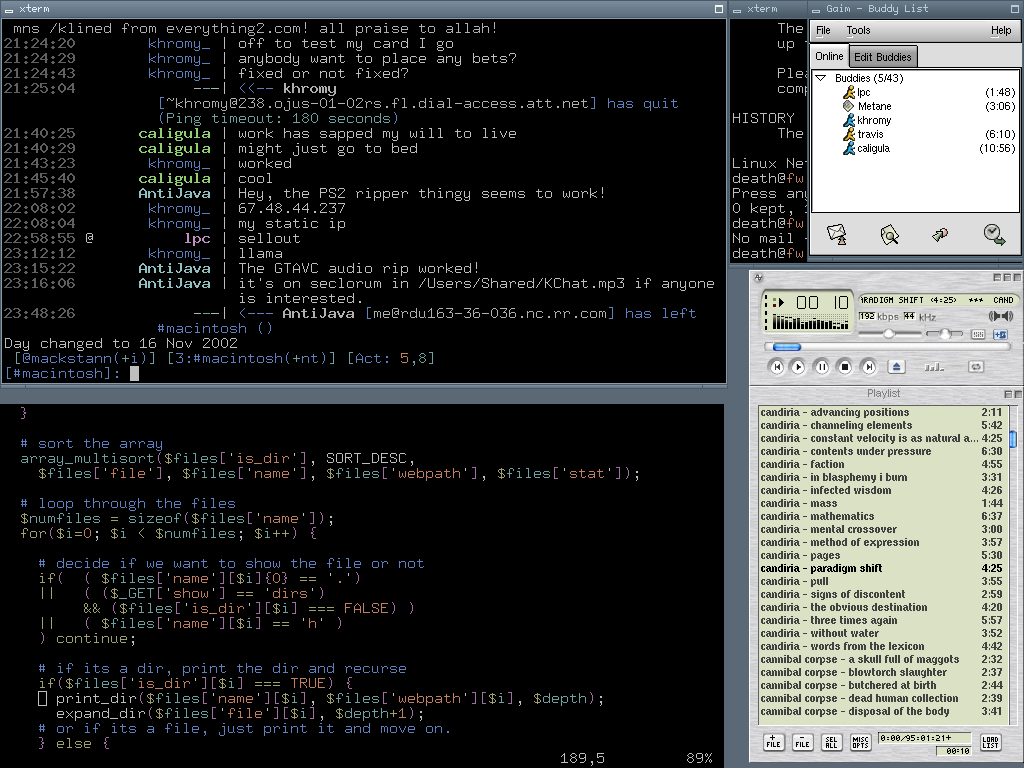 xterm
mns /klined from everything2.com! all praise to allah!
21:24:20 khromy_ | off to test my card I go
21:24:29 khromy_ | anybody want to place any bets?
21:24:43 khromy_ | fixed or not fixed?
21:25:04 ---| <<-- khromy
[~khromy@238.ojus-01-02rs.fl.dial-access.att.net] has quit
(Ping timeout: 180 seconds)
21:40:25 caligula | work has sapped my will to live
21:40:29 caligula | might just go to bed
21:43:23 khromy_ | worked
21:45:40 caligula | cool
21:57:38 AntiJava | Hey, the PS2 ripper thingy seems to work!
22:08:02 khromy_ | 67.48.44.237
22:08:04 khromy_ | my static ip
22:58:55 @ lpc | sellout
23:12:12 khromy_ | llama
23:15:22 AntiJava | The GTAVC audio rip worked!
23:16:06 AntiJava | it's on seclorum in /Users/Shared/KChat.mp3 if anyone
is interested.
23:48:26 ---| <--- AntiJava [me@rdu163-36-036.nc.rr.com] has left
#macintosh ()
Day changed to 16 Nov 2002
[@mackstann(+i)] [3:#macintosh(+nt)] [Act: 5,8]
[#macintosh]:
xterm
The
up
Plea
comp
HISTORY
The
Linux Net
death@fw
Press any
0 kept,
death@fw
No mail
death@fw
Gaim - Buddy List
File Tools Help
Online Edit Buddies
Buddies (5/43)
lpc (1:48)
Metane (3:06)
khromy
travis (6:10)
caligula (10:56)
}
# sort the array
array_multisort($files['is_dir'], SORT_DESC,
$files['file'], $files['name'], $files['webpath'], $files['stat']);
# loop through the files
$numfiles = sizeof($files['name']);
for($i=0; $i < $numfiles; $i++) {
# decide if we want to show the file or not
if( ( $files['name'][$i]{0} == '.')
|| ( ($_GET['show'] == 'dirs')
&& ($files['is_dir'][$i] === FALSE) )
|| ( $files['name'][$i] == 'h' )
) continue;
# if its a dir, print the dir and recurse
if($files['is_dir'][$i] === TRUE) {
print_dir($files['name'][$i], $files['webpath'][$i], $depth);
expand_dir($files['file'][$i], $depth+1);
# or if its a file, just print it and move on.
} else {
189,5 89%
00 10
ARADIGM SHIFT (4:25) *** CAND
192 kbps 44 kHz
Playlist
candiria - advancing positions 2:11
candiria - channeling elements 5:42
candiria - constant velocity is as natural a... 4:25
candiria - contents under pressure 6:30
candiria - faction 4:55
candiria - in blasphemy i burn 3:31
candiria - infected wisdom 4:26
candiria - mass 1:44
candiria - mathematics 6:37
candiria - mental crossover 3:00
candiria - method of expression 3:57
candiria - pages 5:30
candiria - paradigm shift 4:25
candiria - pull 3:55
candiria - signs of discontent 2:59
candiria - the obvious destination 4:20
candiria - three times again 5:57
candiria - without water 3:52
candiria - words from the lexicon 4:42
cannibal corpse - a skull full of maggots 2:32
cannibal corpse - blowtorch slaughter 2:37
cannibal corpse - butchered at birth 2:44
cannibal corpse - dead human collection 2:39
cannibal corpse - disposal of the body 3:41
+ FILE - FILE SEL ALL MISC OPTS 0:00/95:01:21+ 00:10 LOAD LIST